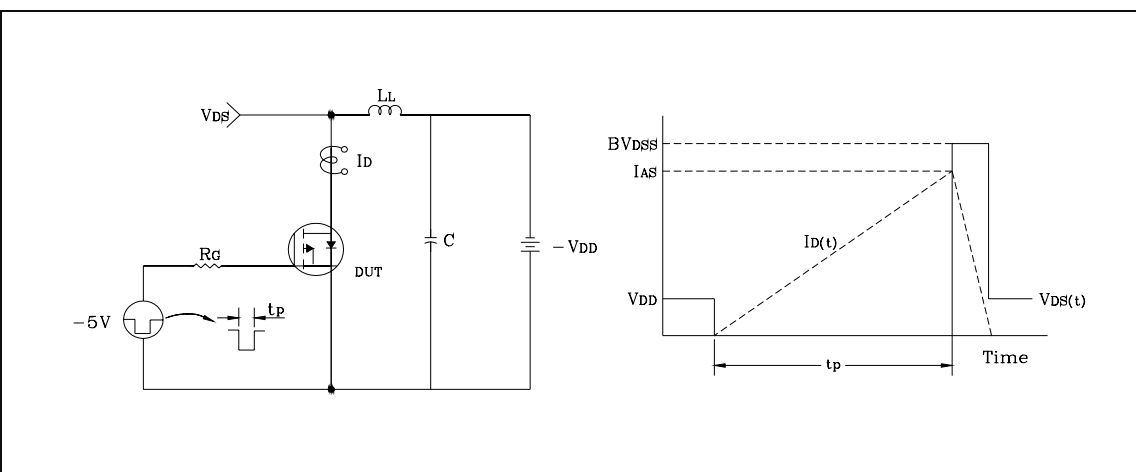 LL
VDS
ID
RG
C
-VDD
DUT
tp
-5V
BVDSS
IAS
ID(t)
VDD
VDS(t)
Time
tp